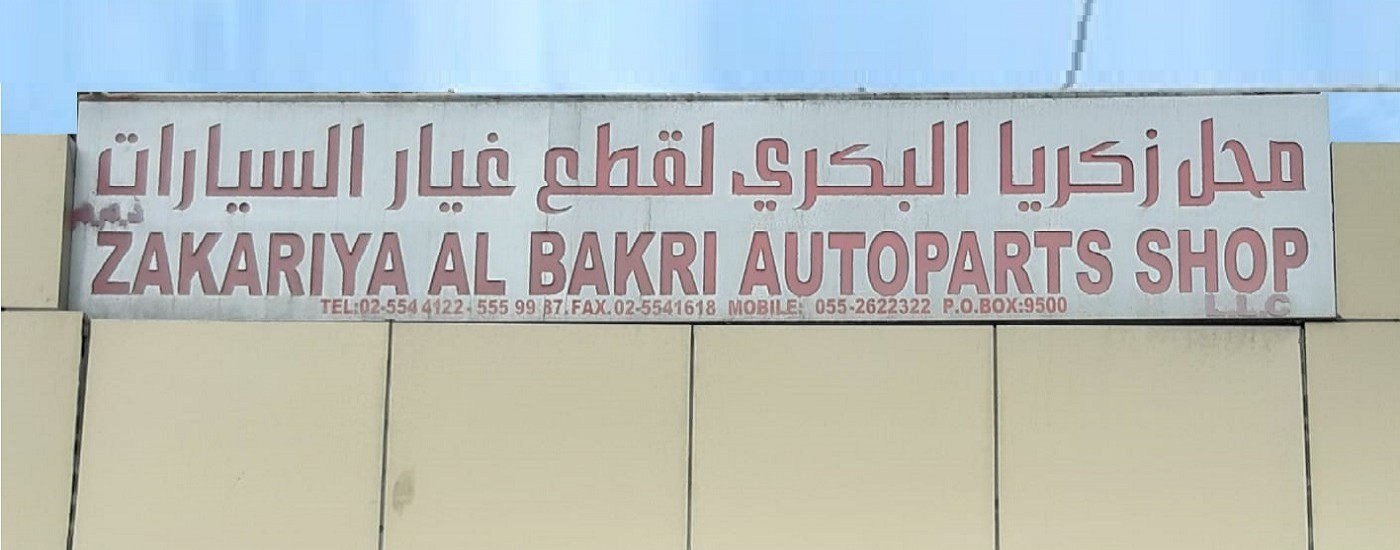 محل زكريا البكري لقطع غيار السيارات
ذ.م.م
ZAKARIYA AL BAKRI AUTOPARTS SHOP
L.L.C
TEL:02-554 4122- 555 99 87. FAX. 02-5541618 MOBILE: 055-2622322 P.O.BOX:9500